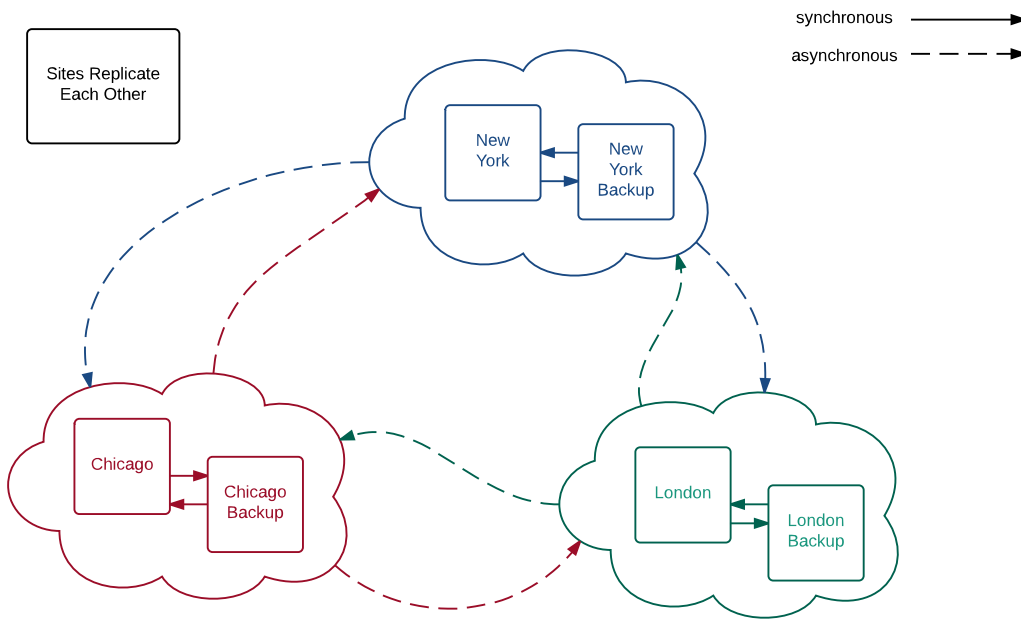 synchronous
asynchronous
Sites Replicate
Each Other
New
York
New
York
Backup
Chicago
Chicago
Backup
London
London
Backup